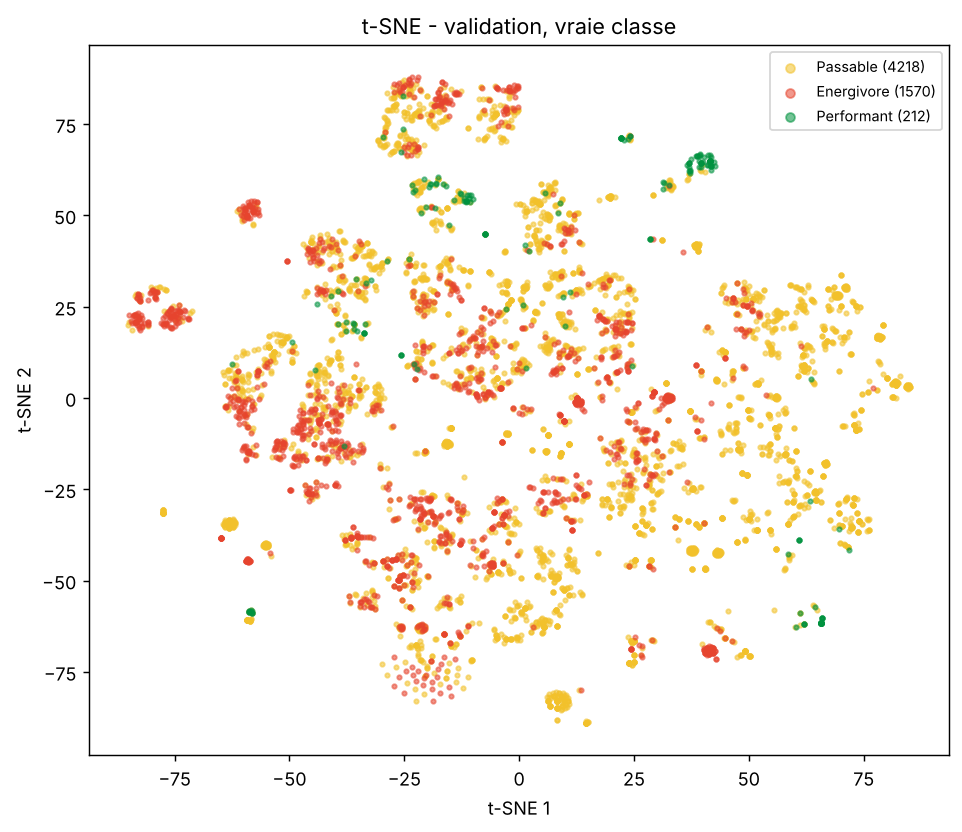 t-SNE - validation, vraie classe
Passable (4218)
Energivore (1570)
Performant (212)
75
50
25
0
−25
−50
−75
t-SNE 2
−75
−50
−25
0
25
50
75
t-SNE 1